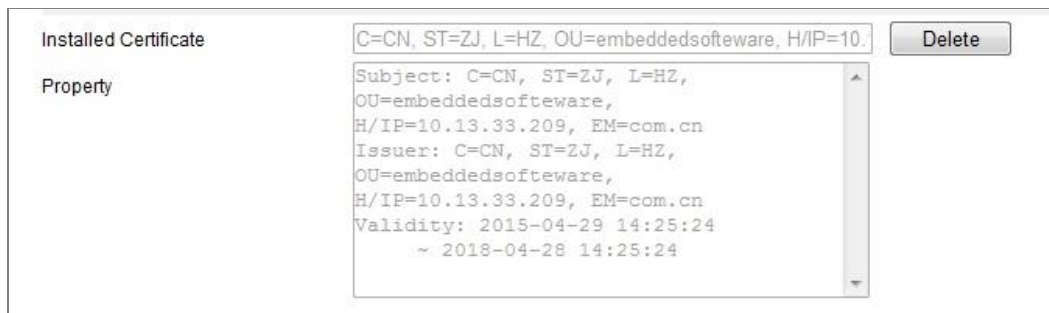 Installed Certificate
C=CN, ST=ZJ, L=HZ, OU=embeddedsofteware, H/IP=10.
Delete
Property
Subject: C=CN, ST=ZJ, L=HZ,
OU=embeddedsofteware,
H/IP=10.13.33.209, EM=com.cn
Issuer: C=CN, ST=ZJ, L=HZ,
OU=embeddedsofteware,
H/IP=10.13.33.209, EM=com.cn
Validity: 2015-04-29 14:25:24
~ 2018-04-28 14:25:24